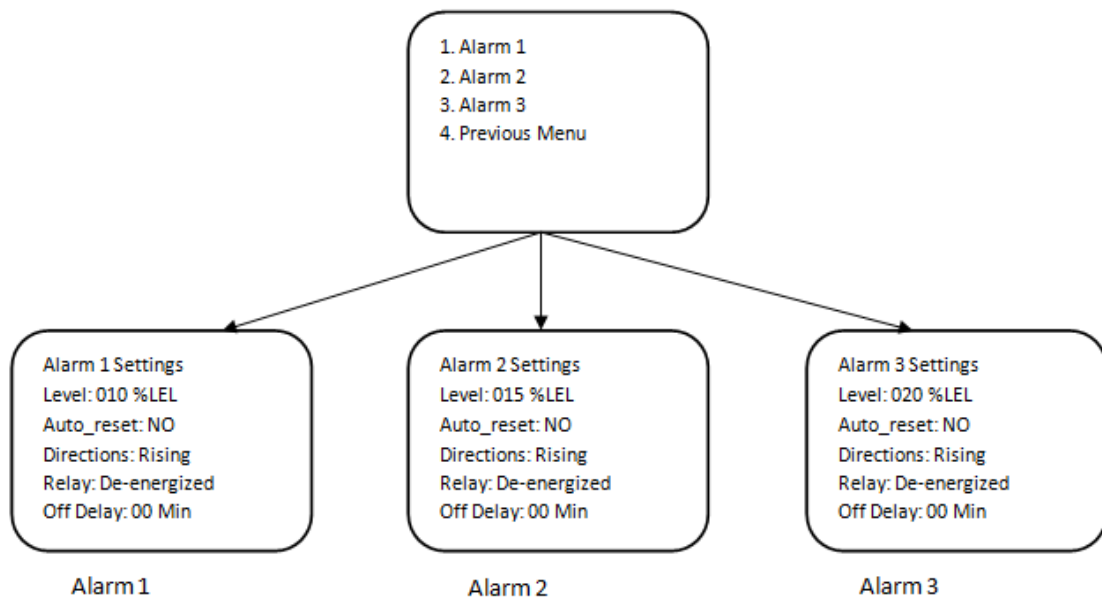 1. Alarm 1
2. Alarm 2
3. Alarm 3
4. Previous Menu
Alarm 1 Settings
Level: 010 %LEL
Auto_reset: NO
Directions: Rising
Relay: De-energized
Off Delay: 00 Min
Alarm 1
Alarm 2 Settings
Level: 015 %LEL
Auto_reset: NO
Directions: Rising
Relay: De-energized
Off Delay: 00 Min
Alarm 2
Alarm 3 Settings
Level: 020 %LEL
Auto_reset: NO
Directions: Rising
Relay: De-energized
Off Delay: 00 Min
Alarm 3